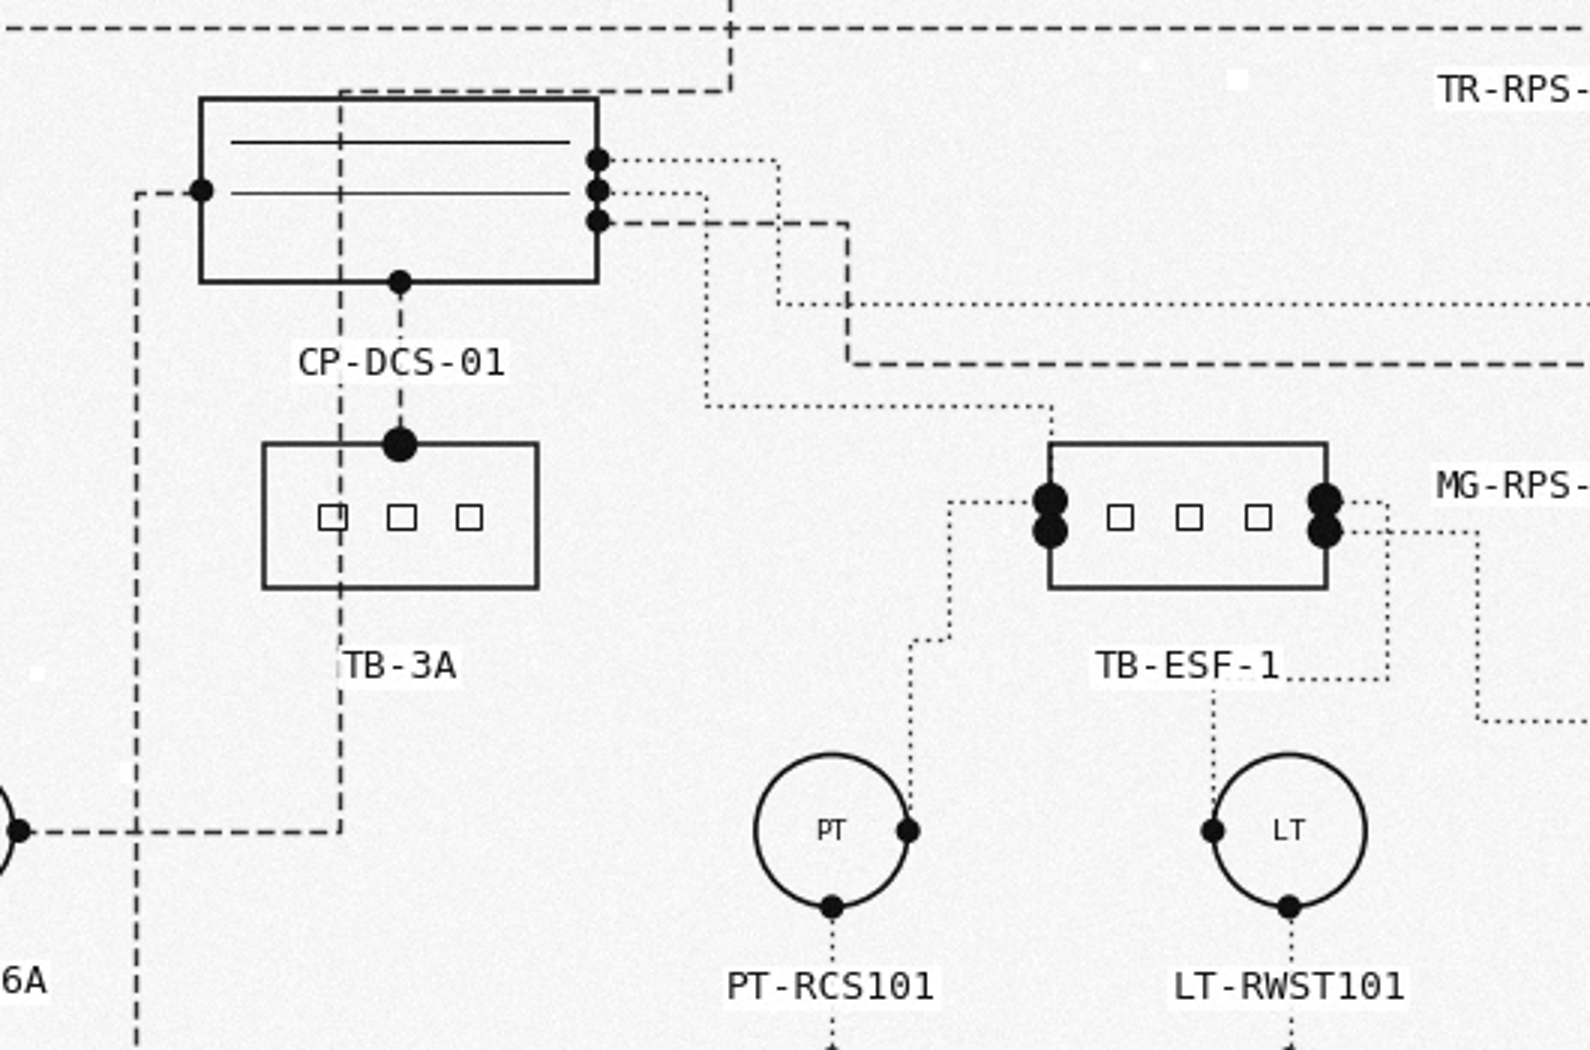 TR-RPS-
CP-DCS-01
MG-RPS-
TB-3A
TB-ESF-1
PT
LT
6A
PT-RCS101
LT-RWST101